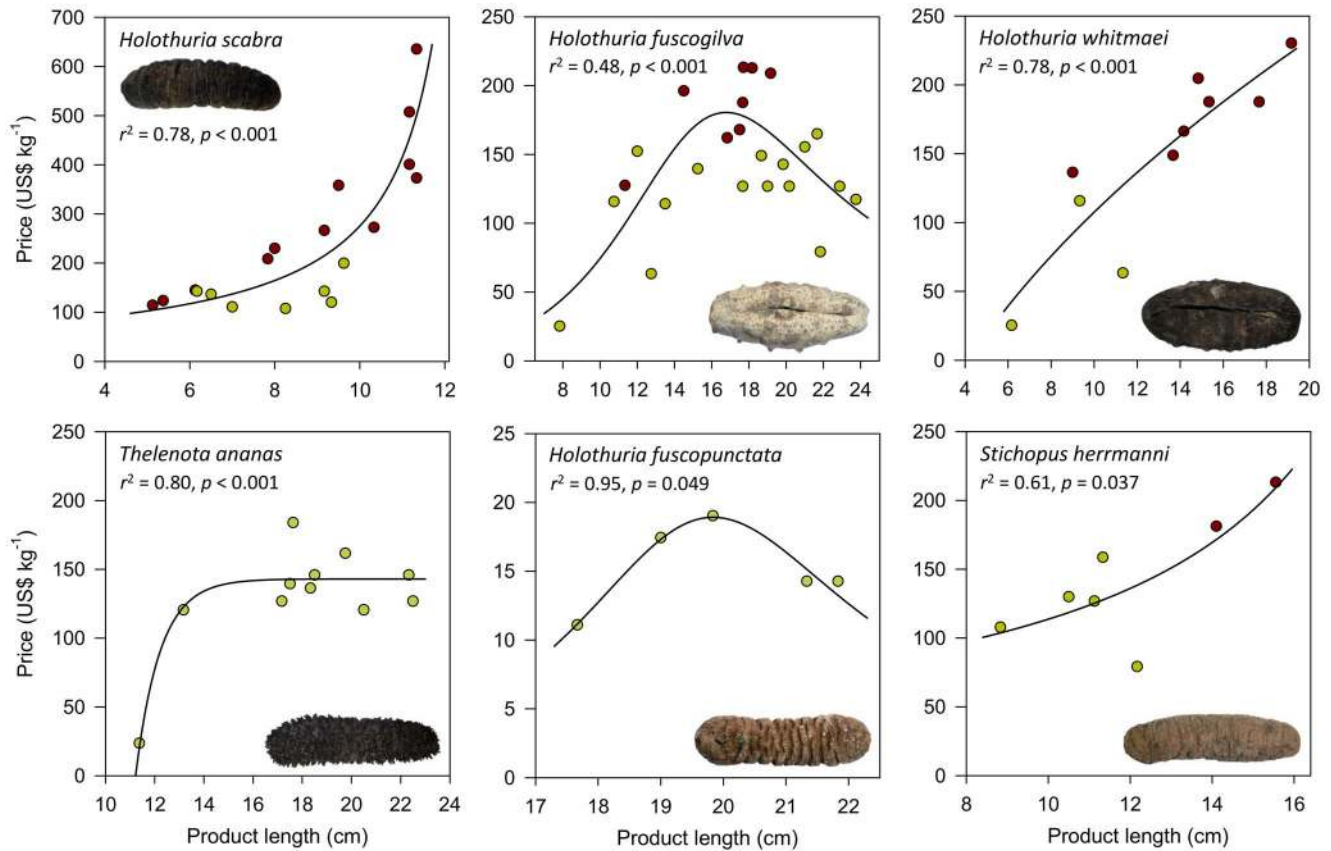 Holothuria scabra
r² = 0.78, p < 0.001
700
600
500
400
300
200
100
0
4 6 8 10 12
Price (US$ kg⁻¹)
Holothuria fuscogilva
r² = 0.48, p < 0.001
250
200
150
100
50
0
8 10 12 14 16 18 20 22 24
Holothuria whitmaei
r² = 0.78, p < 0.001
250
200
150
100
50
0
4 6 8 10 12 14 16 18 20
Thelenota ananas
r² = 0.80, p < 0.001
250
200
150
100
50
0
10 12 14 16 18 20 22 24
Price (US$ kg⁻¹)
Product length (cm)
Holothuria fuscopunctata
r² = 0.95, p = 0.049
25
20
15
10
5
0
17 18 19 20 21 22
Product length (cm)
Stichopus herrmanni
r² = 0.61, p = 0.037
250
200
150
100
50
0
8 10 12 14 16
Product length (cm)